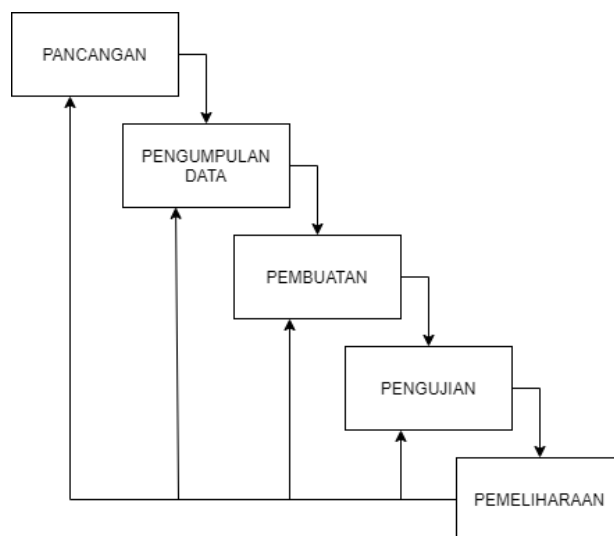 PANCANGAN
PENGUMPULAN
DATA
PEMBUATAN
PENGUJIAN
PEMELIHARAAN